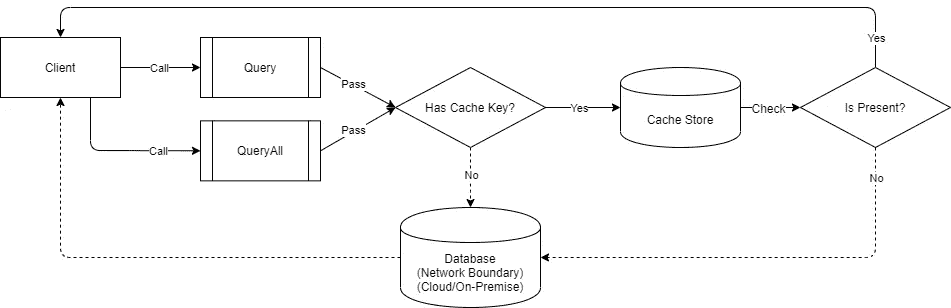 Yes
Client
Call
Query
Pass
Has Cache Key?
Yes
Cache Store
Check
Is Present?
Call
QueryAll
Pass
No
No
Database
(Network Boundary)
(Cloud/On-Premise)